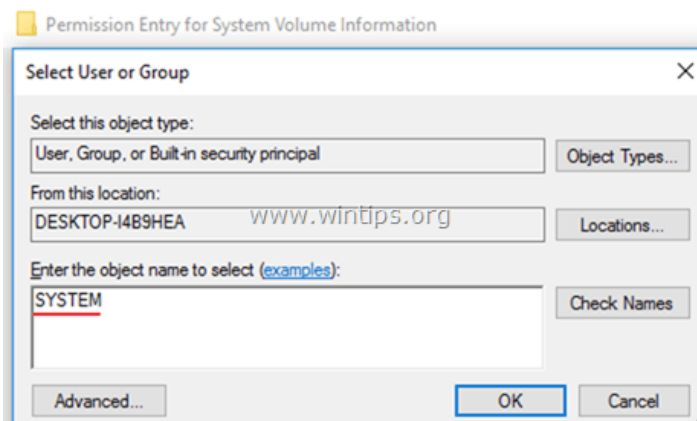 Permission Entry for System Volume Information
Select User or Group
Select this object type:
User, Group, or Built-in security principal
Object Types...
From this location:
DESKTOP-I4B9HEA
www.wintips.org
Locations...
Enter the object name to select (examples):
SYSTEM
Check Names
Advanced...
OK
Cancel